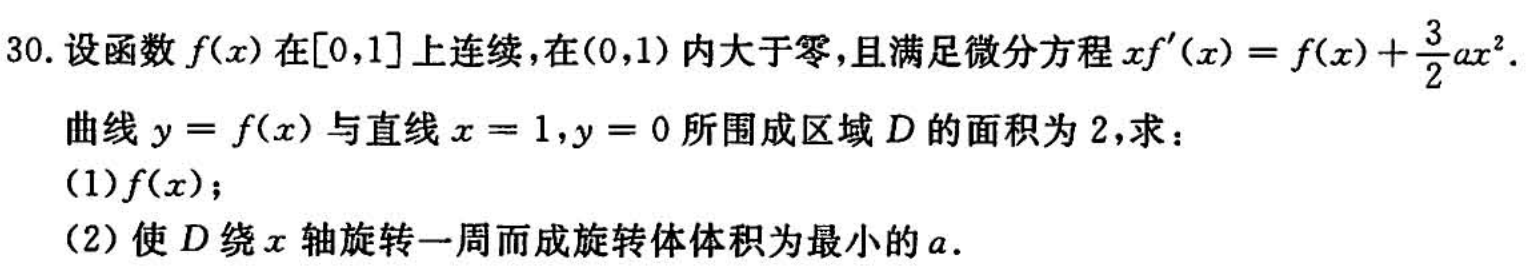 30. 设函数 f(x) 在[0,1]上连续,在(0,1) 内大于零,且满足微分方程 xf′(x) = f(x) + \frac{3}{2}ax².
曲线 y = f(x) 与直线 x = 1, y = 0 所围成区域 D 的面积为 2,求:
(1) f(x);
(2) 使 D 绕 x 轴旋转一周而成旋转体体积为最小的 a.